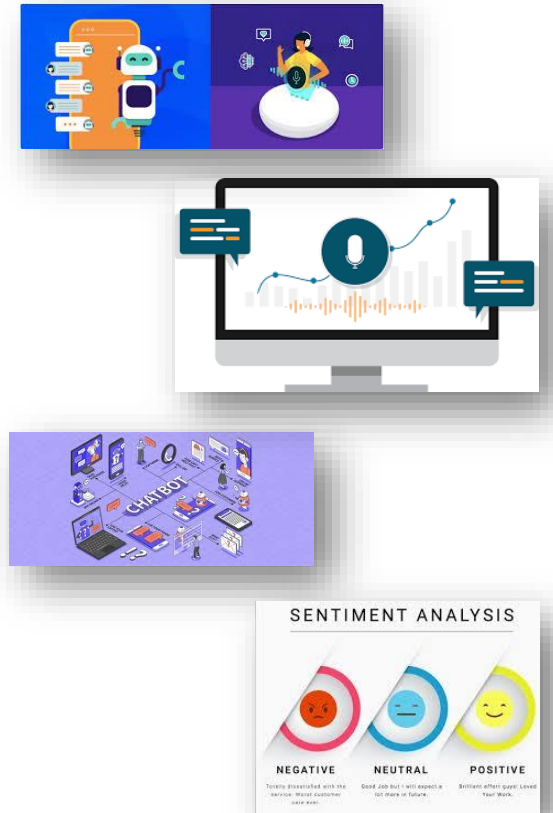 CHATBOT
SENTIMENT ANALYSIS
NEGATIVE
NEUTRAL
POSITIVE
Totally dissatisfied with the
service. Worst customer
care ever.
Good Job but I will expect a
lot more in future.
Brilliant effort guys! Loved
Your Work.